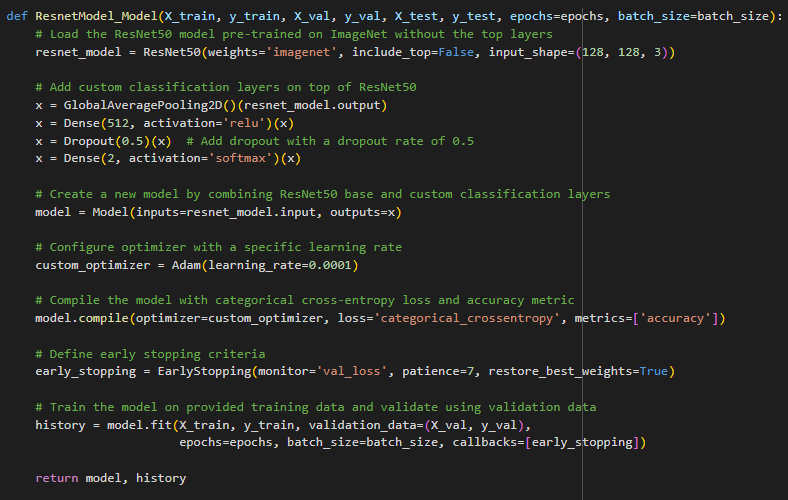 def ResnetModel_Model(X_train, y_train, X_val, y_val, X_test, y_test, epochs=epochs, batch_size=batch_size):
    # Load the ResNet50 model pre-trained on ImageNet without the top layers
    resnet_model = ResNet50(weights='imagenet', include_top=False, input_shape=(128, 128, 3))

    # Add custom classification layers on top of ResNet50
    x = GlobalAveragePooling2D()(resnet_model.output)
    x = Dense(512, activation='relu')(x)
    x = Dropout(0.5)(x)  # Add dropout with a dropout rate of 0.5
    x = Dense(2, activation='softmax')(x)

    # Create a new model by combining ResNet50 base and custom classification layers
    model = Model(inputs=resnet_model.input, outputs=x)

    # Configure optimizer with a specific learning rate
    custom_optimizer = Adam(learning_rate=0.0001)

    # Compile the model with categorical cross-entropy loss and accuracy metric
    model.compile(optimizer=custom_optimizer, loss='categorical_crossentropy', metrics=['accuracy'])

    # Define early stopping criteria
    early_stopping = EarlyStopping(monitor='val_loss', patience=7, restore_best_weights=True)

    # Train the model on provided training data and validate using validation data
    history = model.fit(X_train, y_train, validation_data=(X_val, y_val),
                        epochs=epochs, batch_size=batch_size, callbacks=[early_stopping])

    return model, history